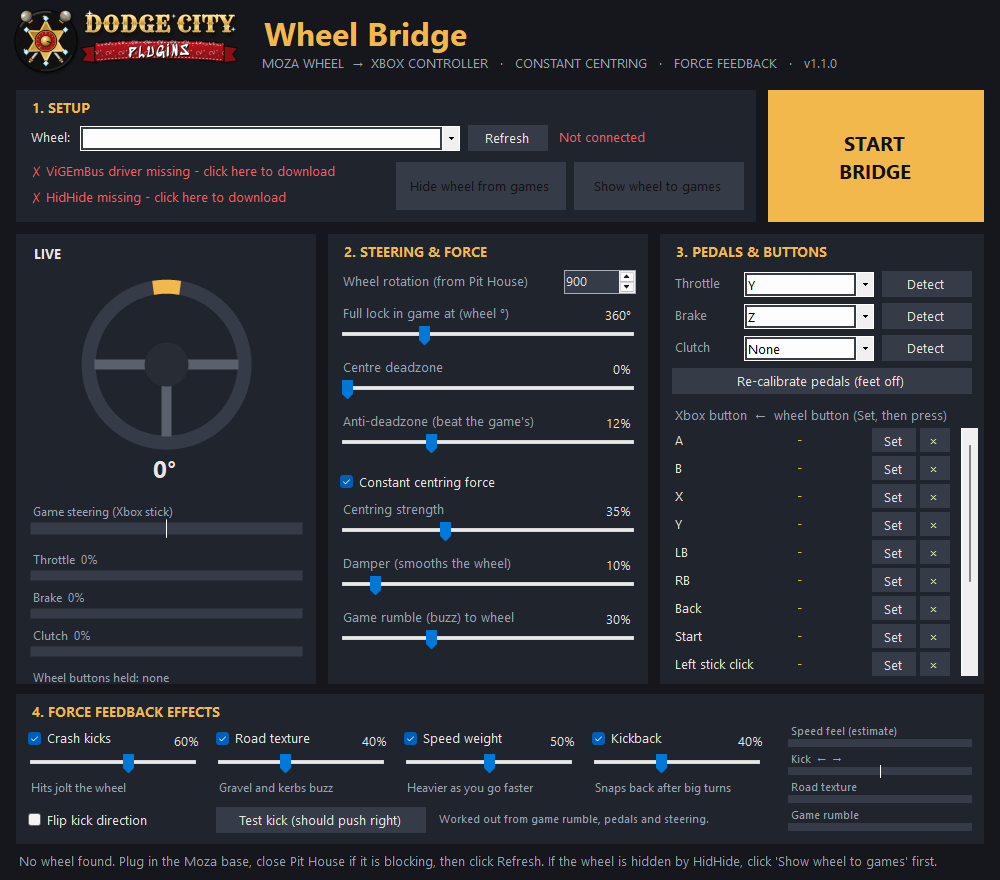 DODGE CITY
PLUGINS
Wheel Bridge
MOZA WHEEL → XBOX CONTROLLER · CONSTANT CENTRING · FORCE FEEDBACK · v1.1.0
1. SETUP
Wheel:
Refresh
Not connected
X ViGEmBus driver missing - click here to download
X HidHide missing - click here to download
Hide wheel from games
Show wheel to games
START
BRIDGE
LIVE
0°
Game steering (Xbox stick)
Throttle 0%
Brake 0%
Clutch 0%
Wheel buttons held: none
2. STEERING & FORCE
Wheel rotation (from Pit House) 900
Full lock in game at (wheel °) 360°
Centre deadzone 0%
Anti-deadzone (beat the game's) 12%
Constant centring force
Centring strength 35%
Damper (smooths the wheel) 10%
Game rumble (buzz) to wheel 30%
3. PEDALS & BUTTONS
Throttle Y Detect
Brake Z Detect
Clutch None Detect
Re-calibrate pedals (feet off)
Xbox button ← wheel button (Set, then press)
A - Set ×
B - Set ×
X - Set ×
Y - Set ×
LB - Set ×
RB - Set ×
Back - Set ×
Start - Set ×
Left stick click - Set ×
4. FORCE FEEDBACK EFFECTS
Crash kicks 60%
Hits jolt the wheel
Road texture 40%
Gravel and kerbs buzz
Speed weight 50%
Heavier as you go faster
Kickback 40%
Snaps back after big turns
Flip kick direction
Test kick (should push right)
Worked out from game rumble, pedals and steering.
Speed feel (estimate)
Kick ← →
Road texture
Game rumble
No wheel found. Plug in the Moza base, close Pit House if it is blocking, then click Refresh. If the wheel is hidden by HidHide, click 'Show wheel to games' first.